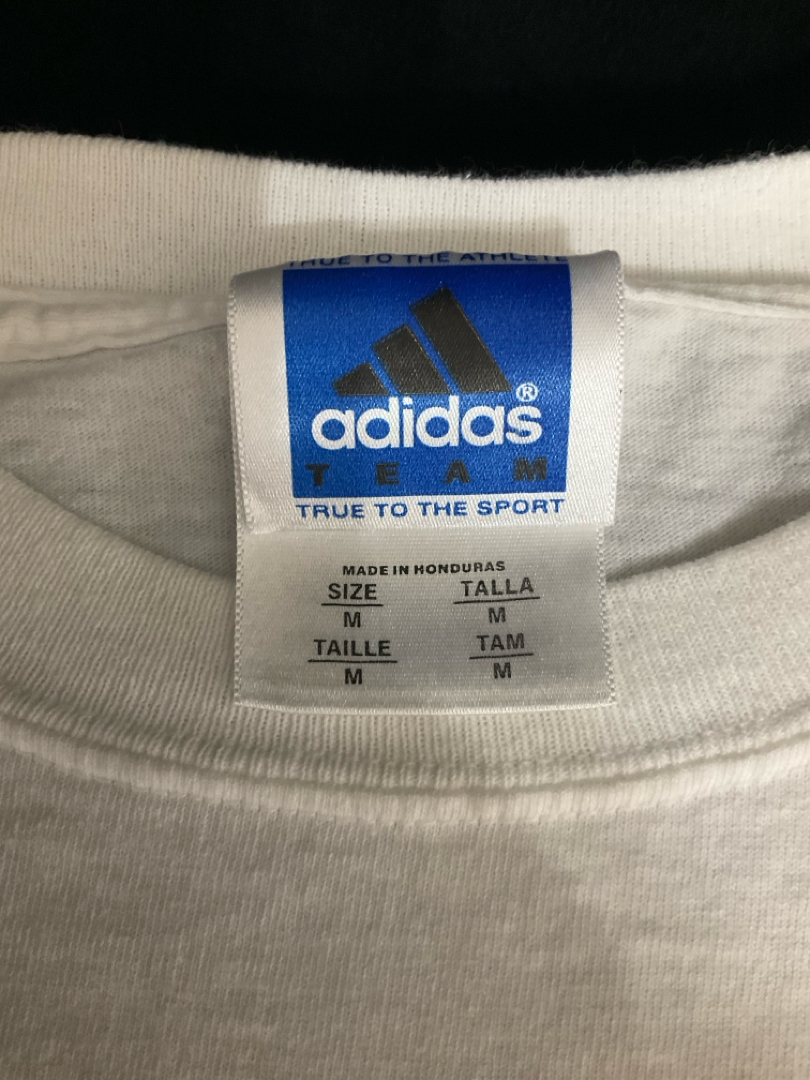 TRUE TO THE ATHLETE
adidas®
TEAM
TRUE TO THE SPORT
MADE IN HONDURAS
SIZE TALLA
M M
TAILLE TAM
M M